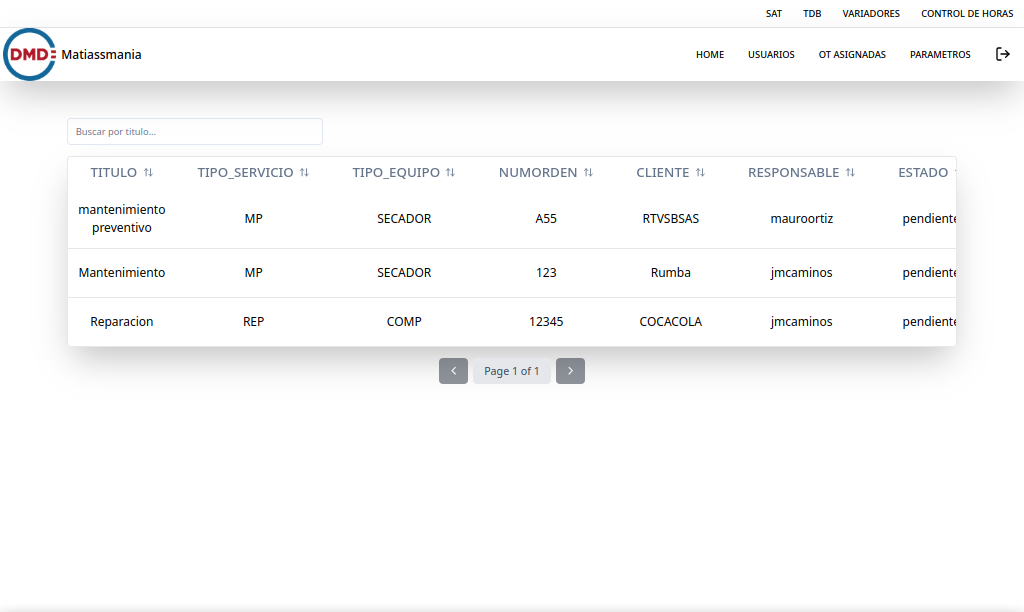 SAT TDB VARIADORES CONTROL DE HORAS
DMD Matiassmania HOME USUARIOS OT ASIGNADAS PARAMETROS
Buscar por titulo...
TITULO TIPO_SERVICIO TIPO_EQUIPO NUMORDEN CLIENTE RESPONSABLE ESTADO
mantenimiento
preventivo MP SECADOR A55 RTVSBSAS mauroortiz pendiente
Mantenimiento MP SECADOR 123 Rumba jmcaminos pendiente
Reparacion REP COMP 12345 COCACOLA jmcaminos pendiente
Page 1 of 1